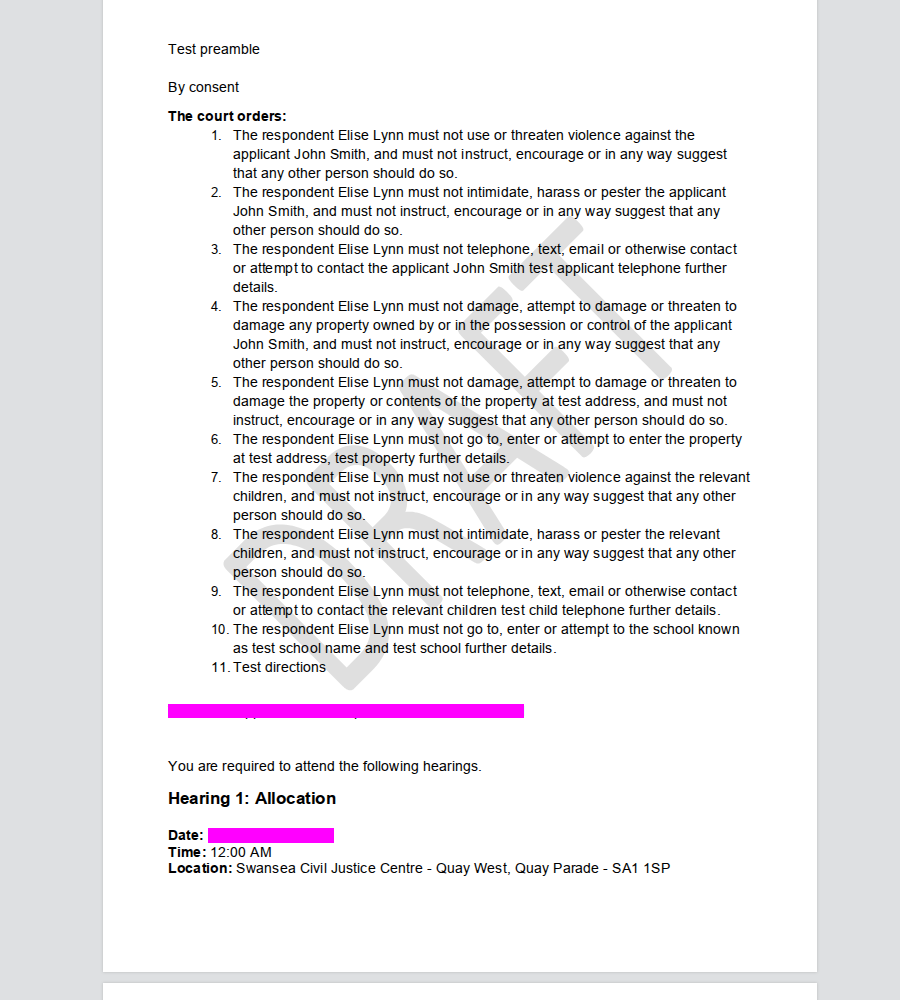 Test preamble
By consent
The court orders:
1. The respondent Elise Lynn must not use or threaten violence against the
applicant John Smith, and must not instruct, encourage or in any way suggest
that any other person should do so.
2. The respondent Elise Lynn must not intimidate, harass or pester the applicant
John Smith, and must not instruct, encourage or in any way suggest that any
other person should do so.
3. The respondent Elise Lynn must not telephone, text, email or otherwise contact
or attempt to contact the applicant John Smith test applicant telephone further
details.
4. The respondent Elise Lynn must not damage, attempt to damage or threaten to
damage any property owned by or in the possession or control of the applicant
John Smith, and must not instruct, encourage or in any way suggest that any
other person should do so.
5. The respondent Elise Lynn must not damage, attempt to damage or threaten to
damage the property or contents of the property at test address, and must not
instruct, encourage or in any way suggest that any other person should do so.
6. The respondent Elise Lynn must not go to, enter or attempt to enter the property
at test address, test property further details.
7. The respondent Elise Lynn must not use or threaten violence against the relevant
children, and must not instruct, encourage or in any way suggest that any other
person should do so.
8. The respondent Elise Lynn must not intimidate, harass or pester the relevant
children, and must not instruct, encourage or in any way suggest that any other
person should do so.
9. The respondent Elise Lynn must not telephone, text, email or otherwise contact
or attempt to contact the relevant children test child telephone further details.
10. The respondent Elise Lynn must not go to, enter or attempt to the school known
as test school name and test school further details.
11. Test directions
DRAFT
You are required to attend the following hearings.
Hearing 1: Allocation
Date:
Time: 12:00 AM
Location: Swansea Civil Justice Centre - Quay West, Quay Parade - SA1 1SP